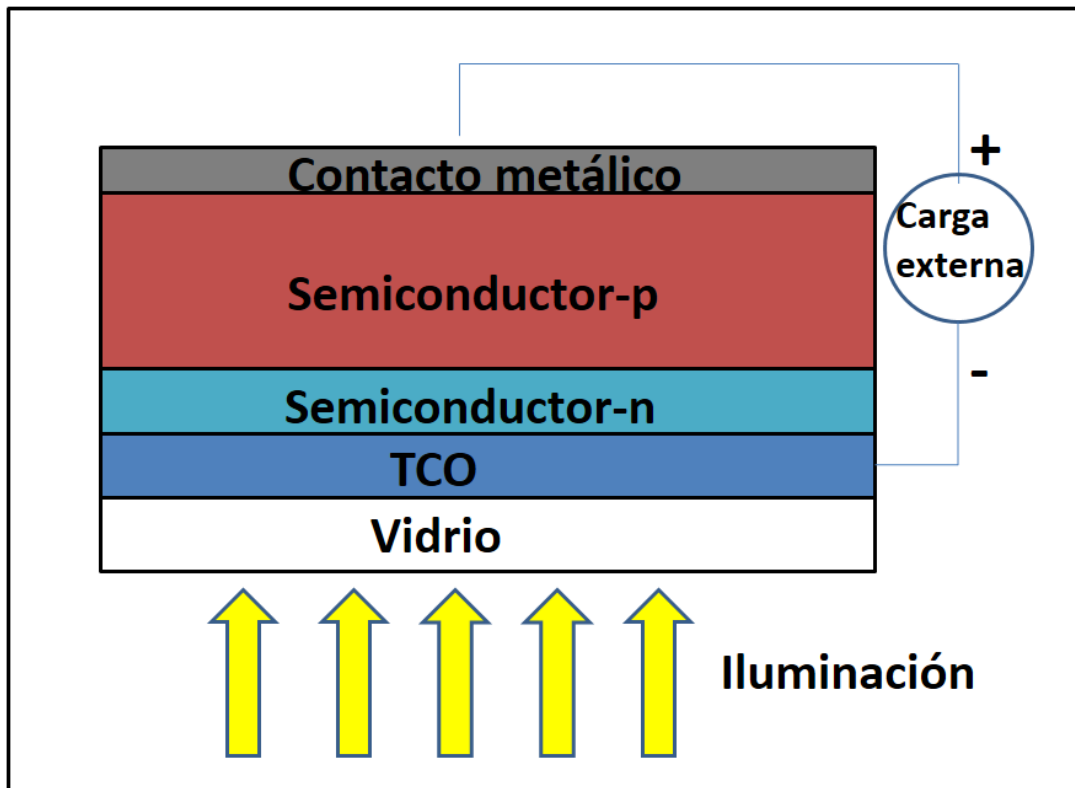 Contacto metálico
+
Carga
externa
Semiconductor-p
-
Semiconductor-n
TCO
Vidrio
Iluminación